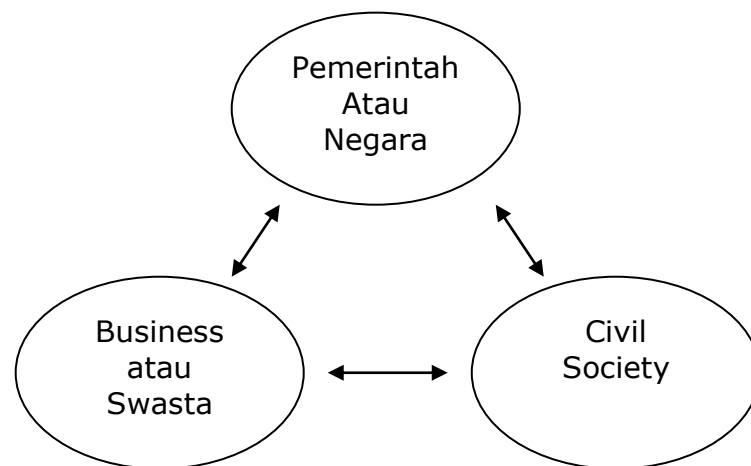 Pemerintah
Atau
Negara
Business
atau
Swasta
Civil
Society